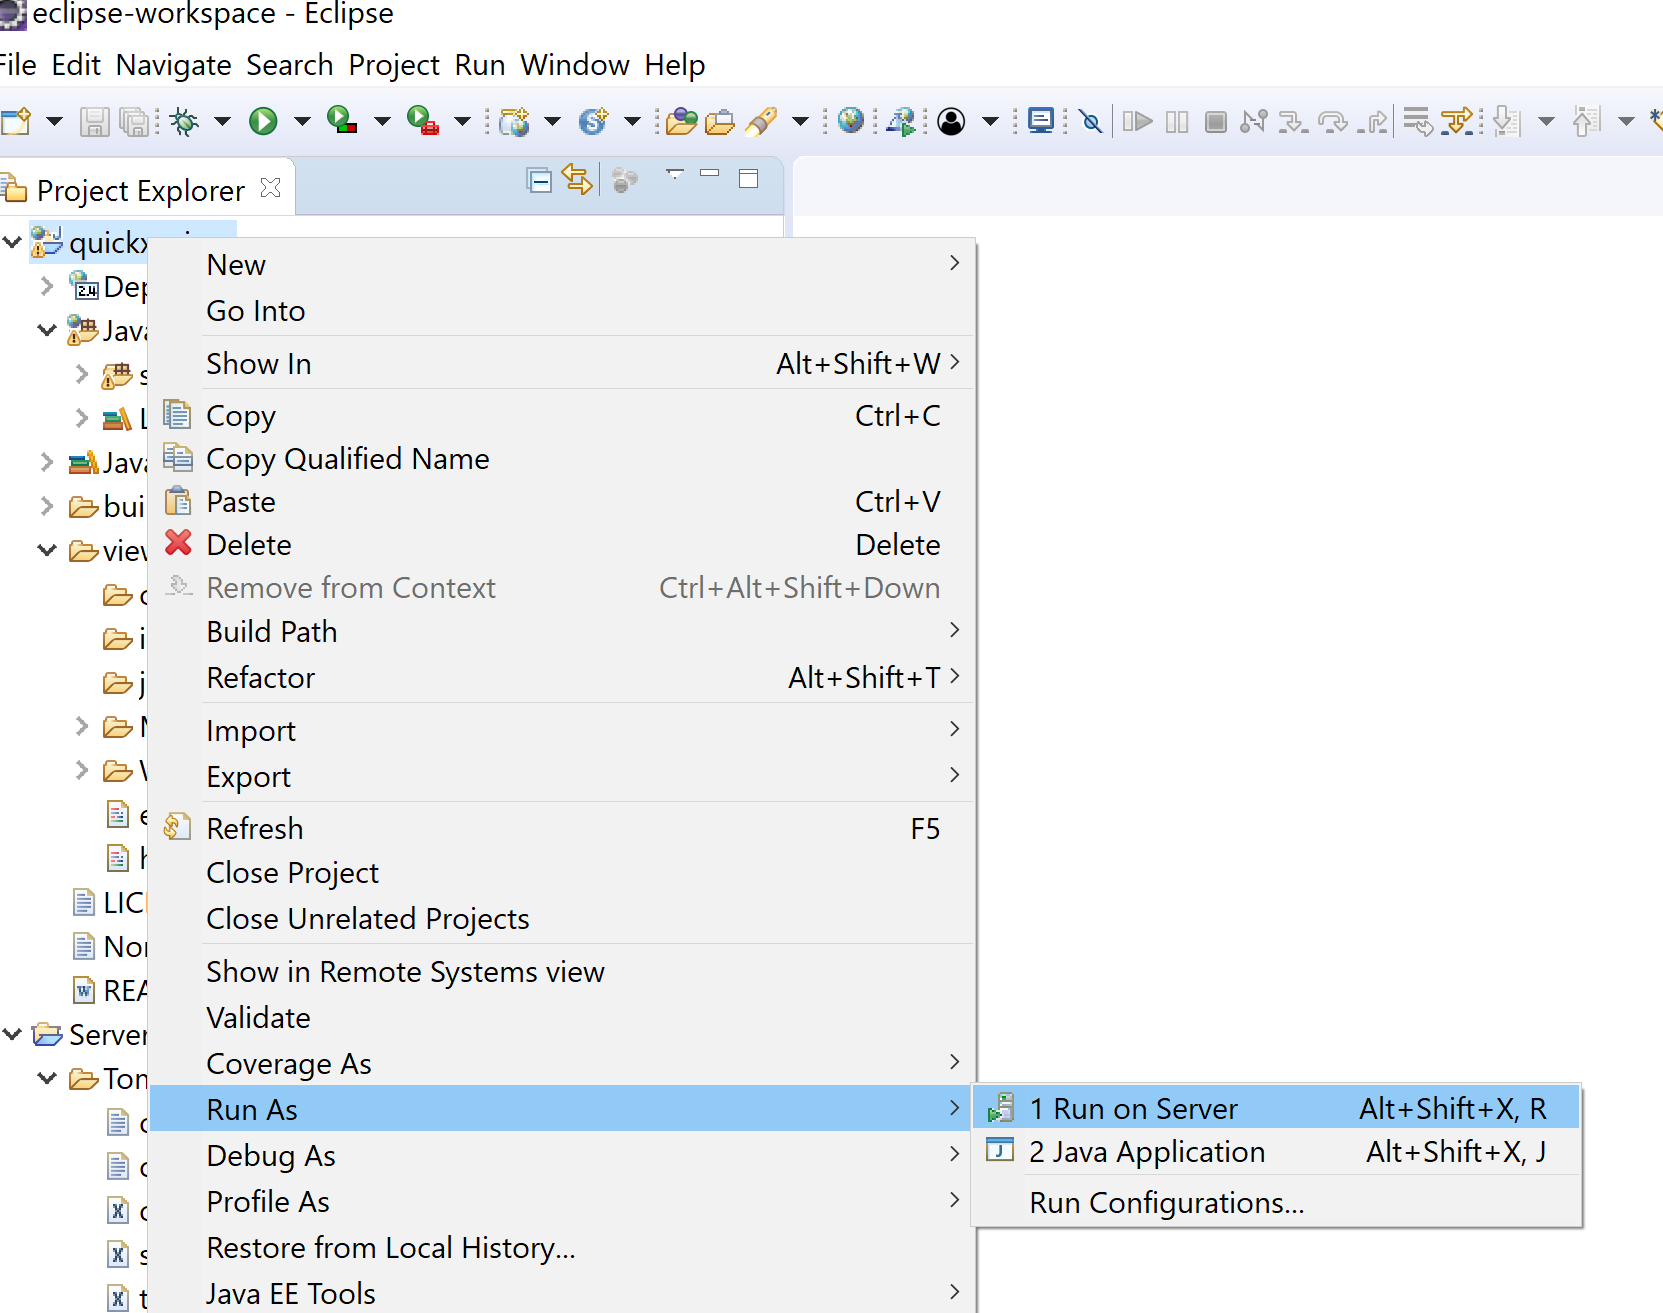 eclipse-workspace - Eclipse
File Edit Navigate Search Project Run Window Help
Project Explorer
New
Go Into
Show In Alt+Shift+W
Copy Ctrl+C
Copy Qualified Name
Paste Ctrl+V
Delete Delete
Remove from Context Ctrl+Alt+Shift+Down
Build Path
Refactor Alt+Shift+T
Import
Export
Refresh F5
Close Project
Close Unrelated Projects
Show in Remote Systems view
Validate
Coverage As
Run As
Debug As
Profile As
Restore from Local History...
Java EE Tools
1 Run on Server Alt+Shift+X, R
2 Java Application Alt+Shift+X, J
Run Configurations...
quickx
2.4 Dep
Java
Java
bui
view
LIC
Nor
REA
Server
Tom